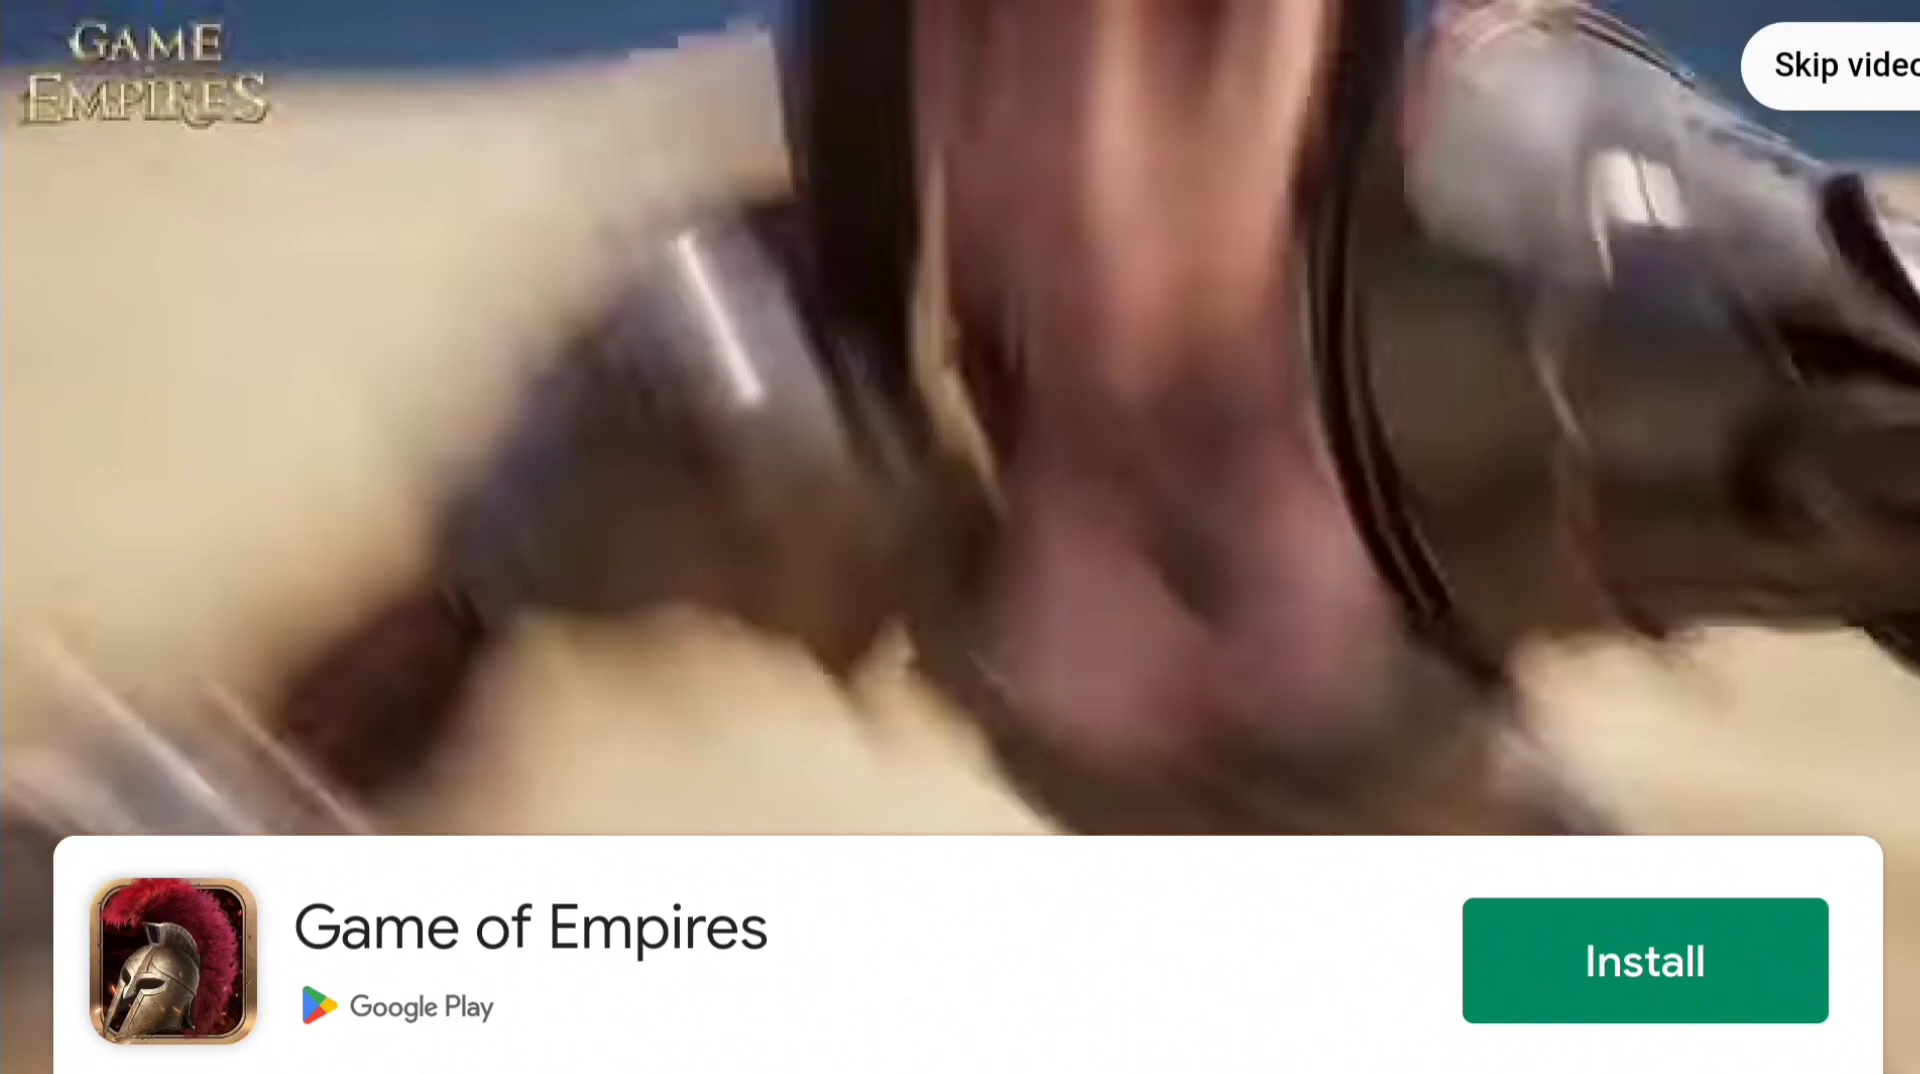 GAME
EMPIRES
Skip video
Game of Empires
Google Play
Install